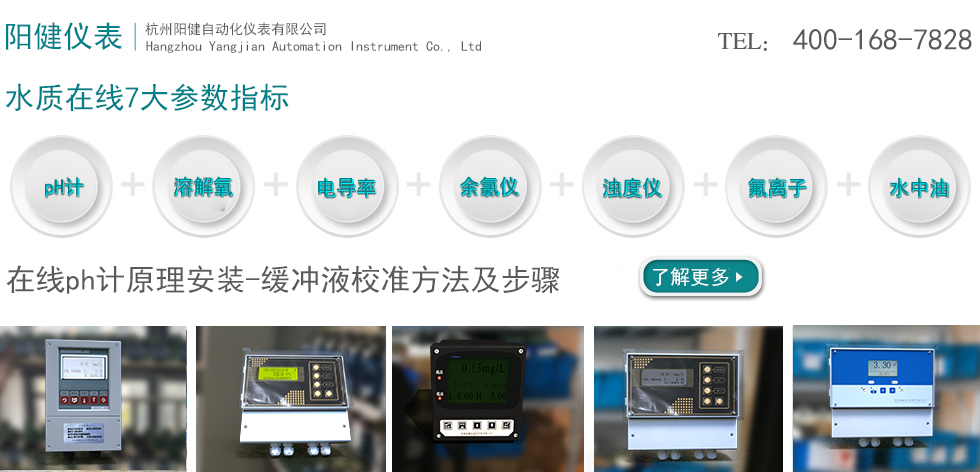 阳健仪表
杭州阳健自动化仪表有限公司
Hangzhou Yangjian Automation Instrument Co., Ltd
TEL: 400-168-7828
水质在线7大参数指标
pH计 + 溶解氧 + 电导率 + 余氯仪 + 浊度仪 + 氟离子 + 水中油
在线ph计原理安装-缓冲液校准方法及步骤
了解更多
0.13mg/L
L:0.00 H: 5.00
3.30